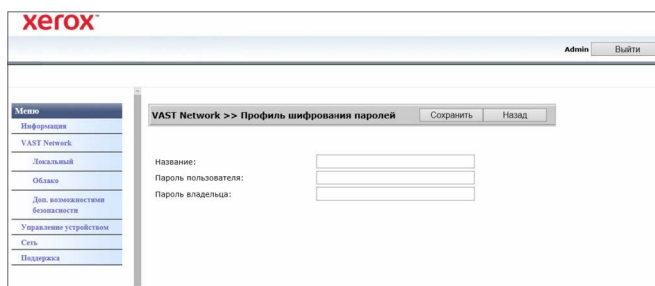 xerox™
Admin Выйти
Меню
Информация
VAST Network
Локальный
Облако
Доп. возможностями
безопасности
Управление устройством
Сеть
Поддержка
VAST Network >> Профиль шифрования паролей Сохранить Назад
Название:
Пароль пользователя:
Пароль владельца: